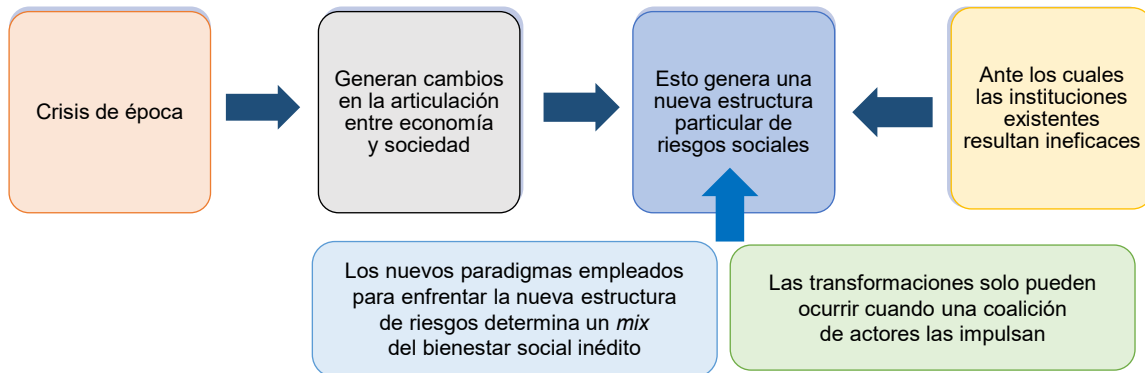 Crisis de época
Generan cambios
en la articulación
entre economía
y sociedad
Esto genera una
nueva estructura
particular de
riesgos sociales
Ante los cuales
las instituciones
existentes
resultan ineficaces
Los nuevos paradigmas empleados
para enfrentar la nueva estructura
de riesgos determina un mix
del bienestar social inédito
Las transformaciones solo pueden
ocurrir cuando una coalición
de actores las impulsan